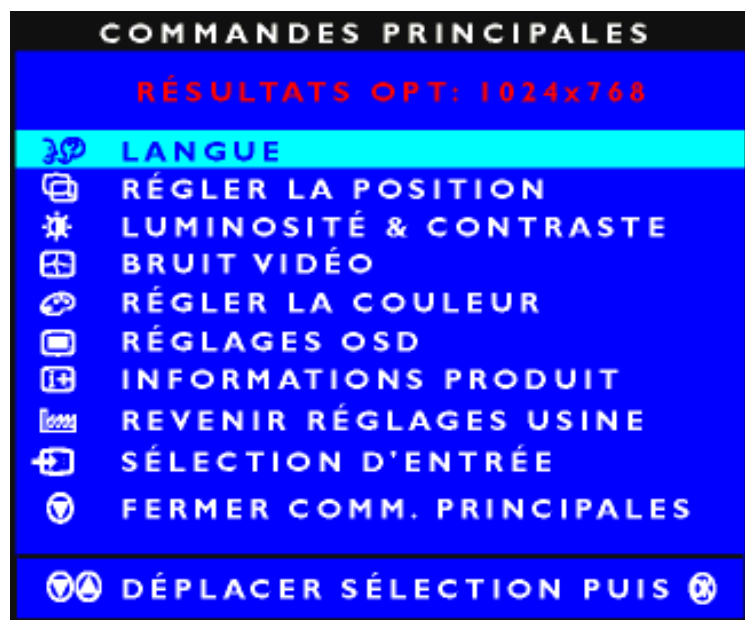 COMMANDES PRINCIPALES
RÉSULTATS OPT: 1024x768
LANGUE
RÉGLER LA POSITION
LUMINOSITÉ & CONTRASTE
BRUIT VIDÉO
RÉGLER LA COULEUR
RÉGLAGES OSD
INFORMATIONS PRODUIT
REVENIR RÉGLAGES USINE
SÉLECTION D'ENTRÉE
FERMER COMM. PRINCIPALES
DÉPLACER SÉLECTION PUIS OK